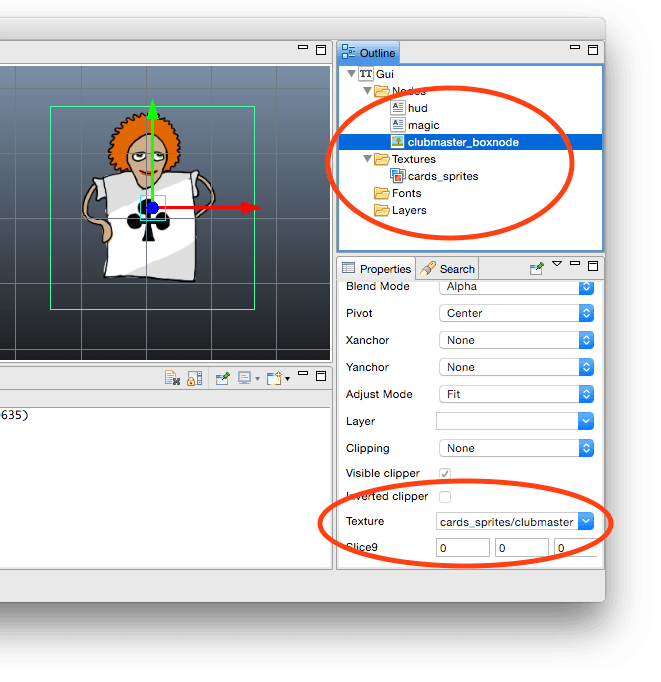 Outline
Gui
Nodes
hud
magic
clubmaster_boxnode
Textures
cards_sprites
Fonts
Layers
Properties
Search
Blend Mode Alpha
Pivot Center
Xanchor None
Yanchor None
Adjust Mode Fit
Layer
Clipping None
Visible clipper
Inverted clipper
Texture cards_sprites/clubmaster
Slice9 0 0 0
635)